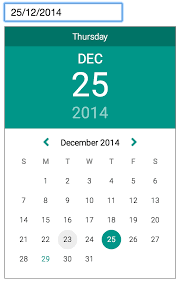 25/12/2014
Thursday
DEC
25
2014
December 2014
S M T W T F S
1 2 3 4 5 6
7 8 9 10 11 12 13
14 15 16 17 18 19 20
21 22 23 24 25 26 27
28 29 30 31